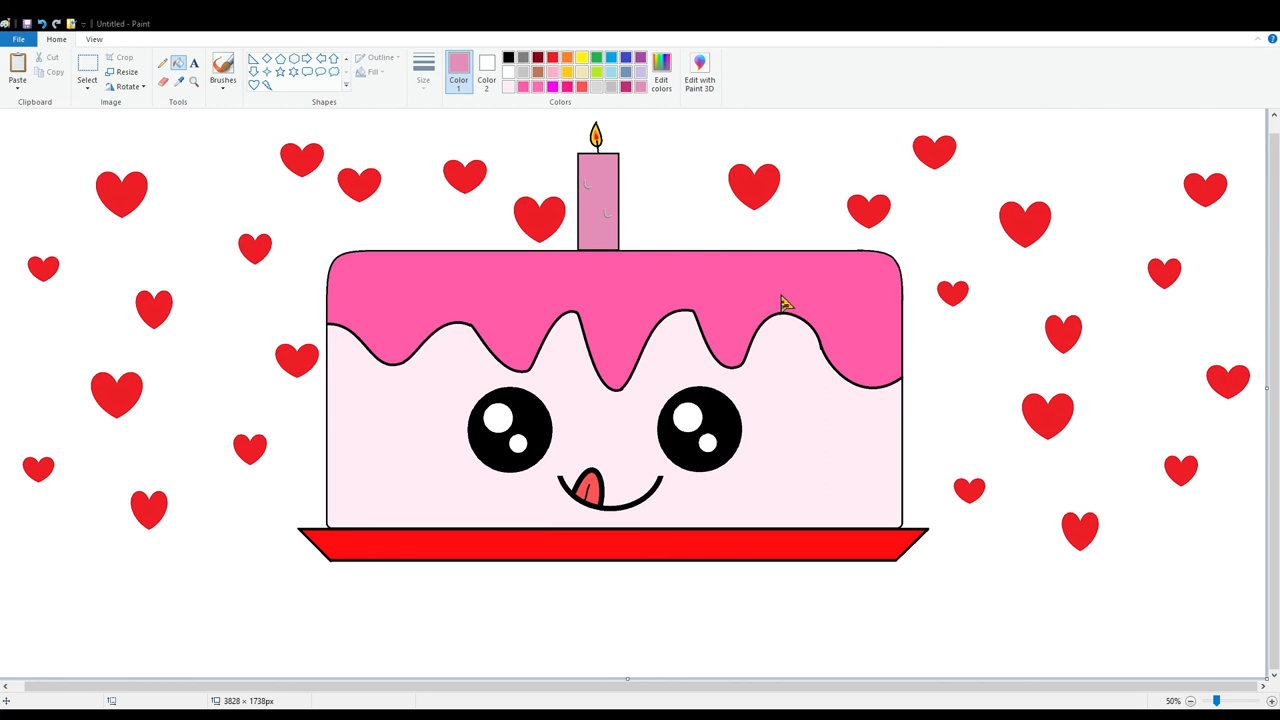 Untitled - Paint
File Home View
Paste
Cut
Copy
Clipboard
Select
Crop
Resize
Rotate
Image
Tools
Brushes
Shapes
Outline
Fill
Size
Color 1
Color 2
Colors
Edit colors
Edit with Paint 3D
3828 × 1738px
50%